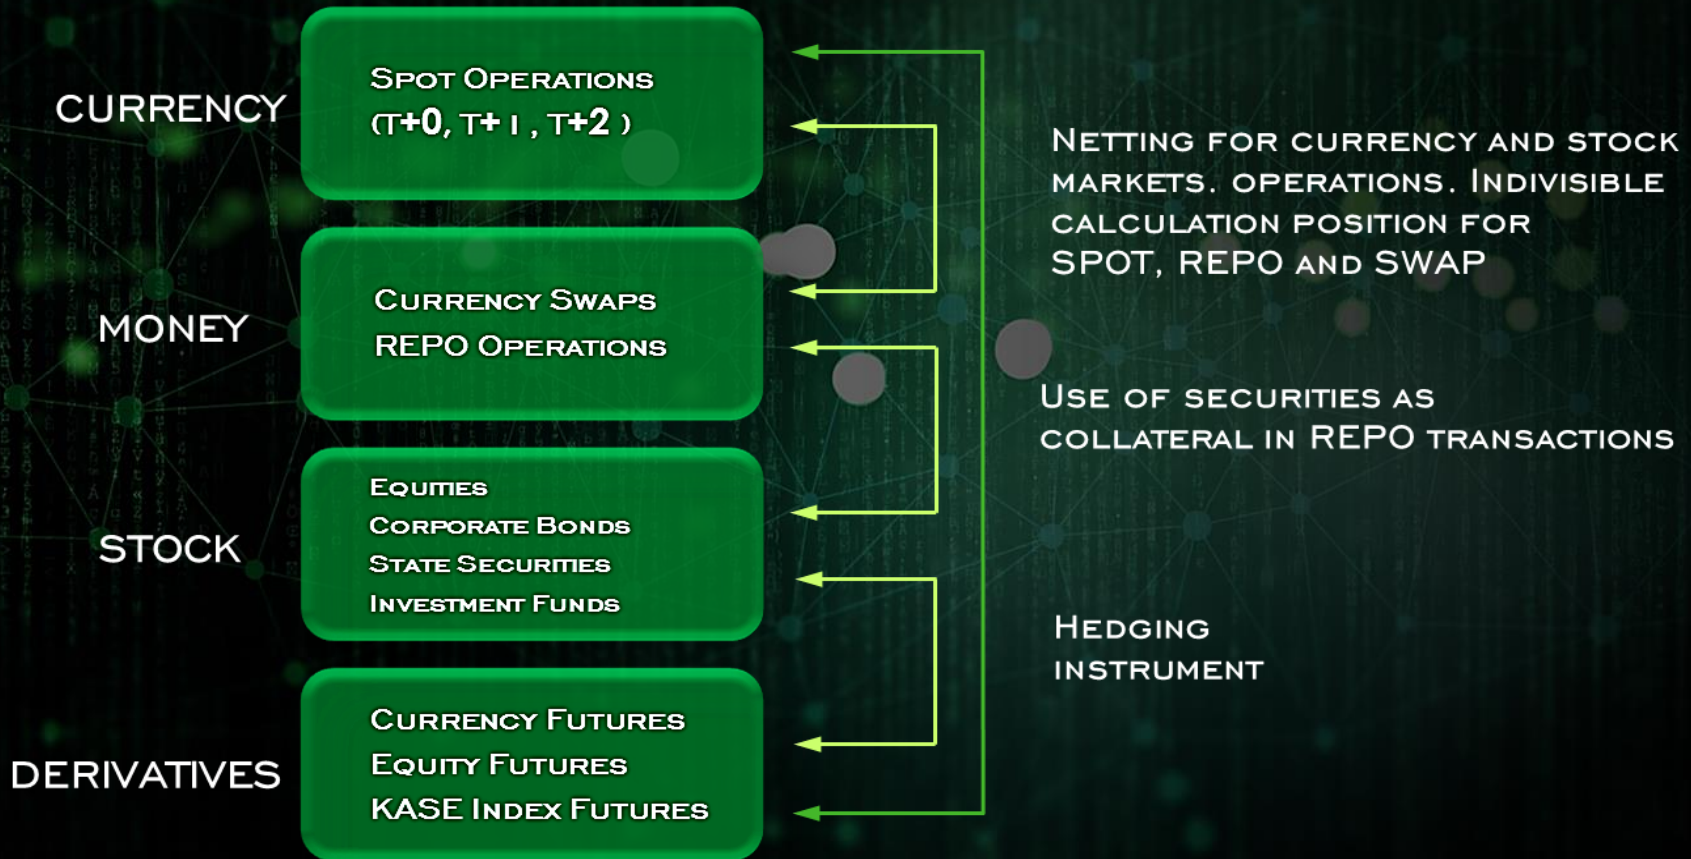 CURRENCY
SPOT OPERATIONS
(T+0, T+1, T+2)
MONEY
CURRENCY SWAPS
REPO OPERATIONS
STOCK
EQUITIES
CORPORATE BONDS
STATE SECURITIES
INVESTMENT FUNDS
DERIVATIVES
CURRENCY FUTURES
EQUITY FUTURES
KASE INDEX FUTURES
NETTING FOR CURRENCY AND STOCK
MARKETS. OPERATIONS. INDIVISIBLE
CALCULATION POSITION FOR
SPOT, REPO AND SWAP
USE OF SECURITIES AS
COLLATERAL IN REPO TRANSACTIONS
HEDGING
INSTRUMENT